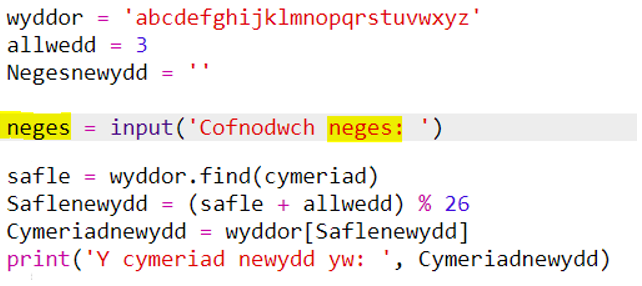 wyddor = 'abcdefghijklmnopqrstuvwxyz'
allwedd = 3
Negesnewydd = ''
neges = input('Cofnodwch neges: ')
safle = wyddor.find(cymeriad)
Saflenewydd = (safle + allwedd) % 26
Cymeriadnewydd = wyddor[Saflenewydd]
print('Y cymeriad newydd yw: ', Cymeriadnewydd)